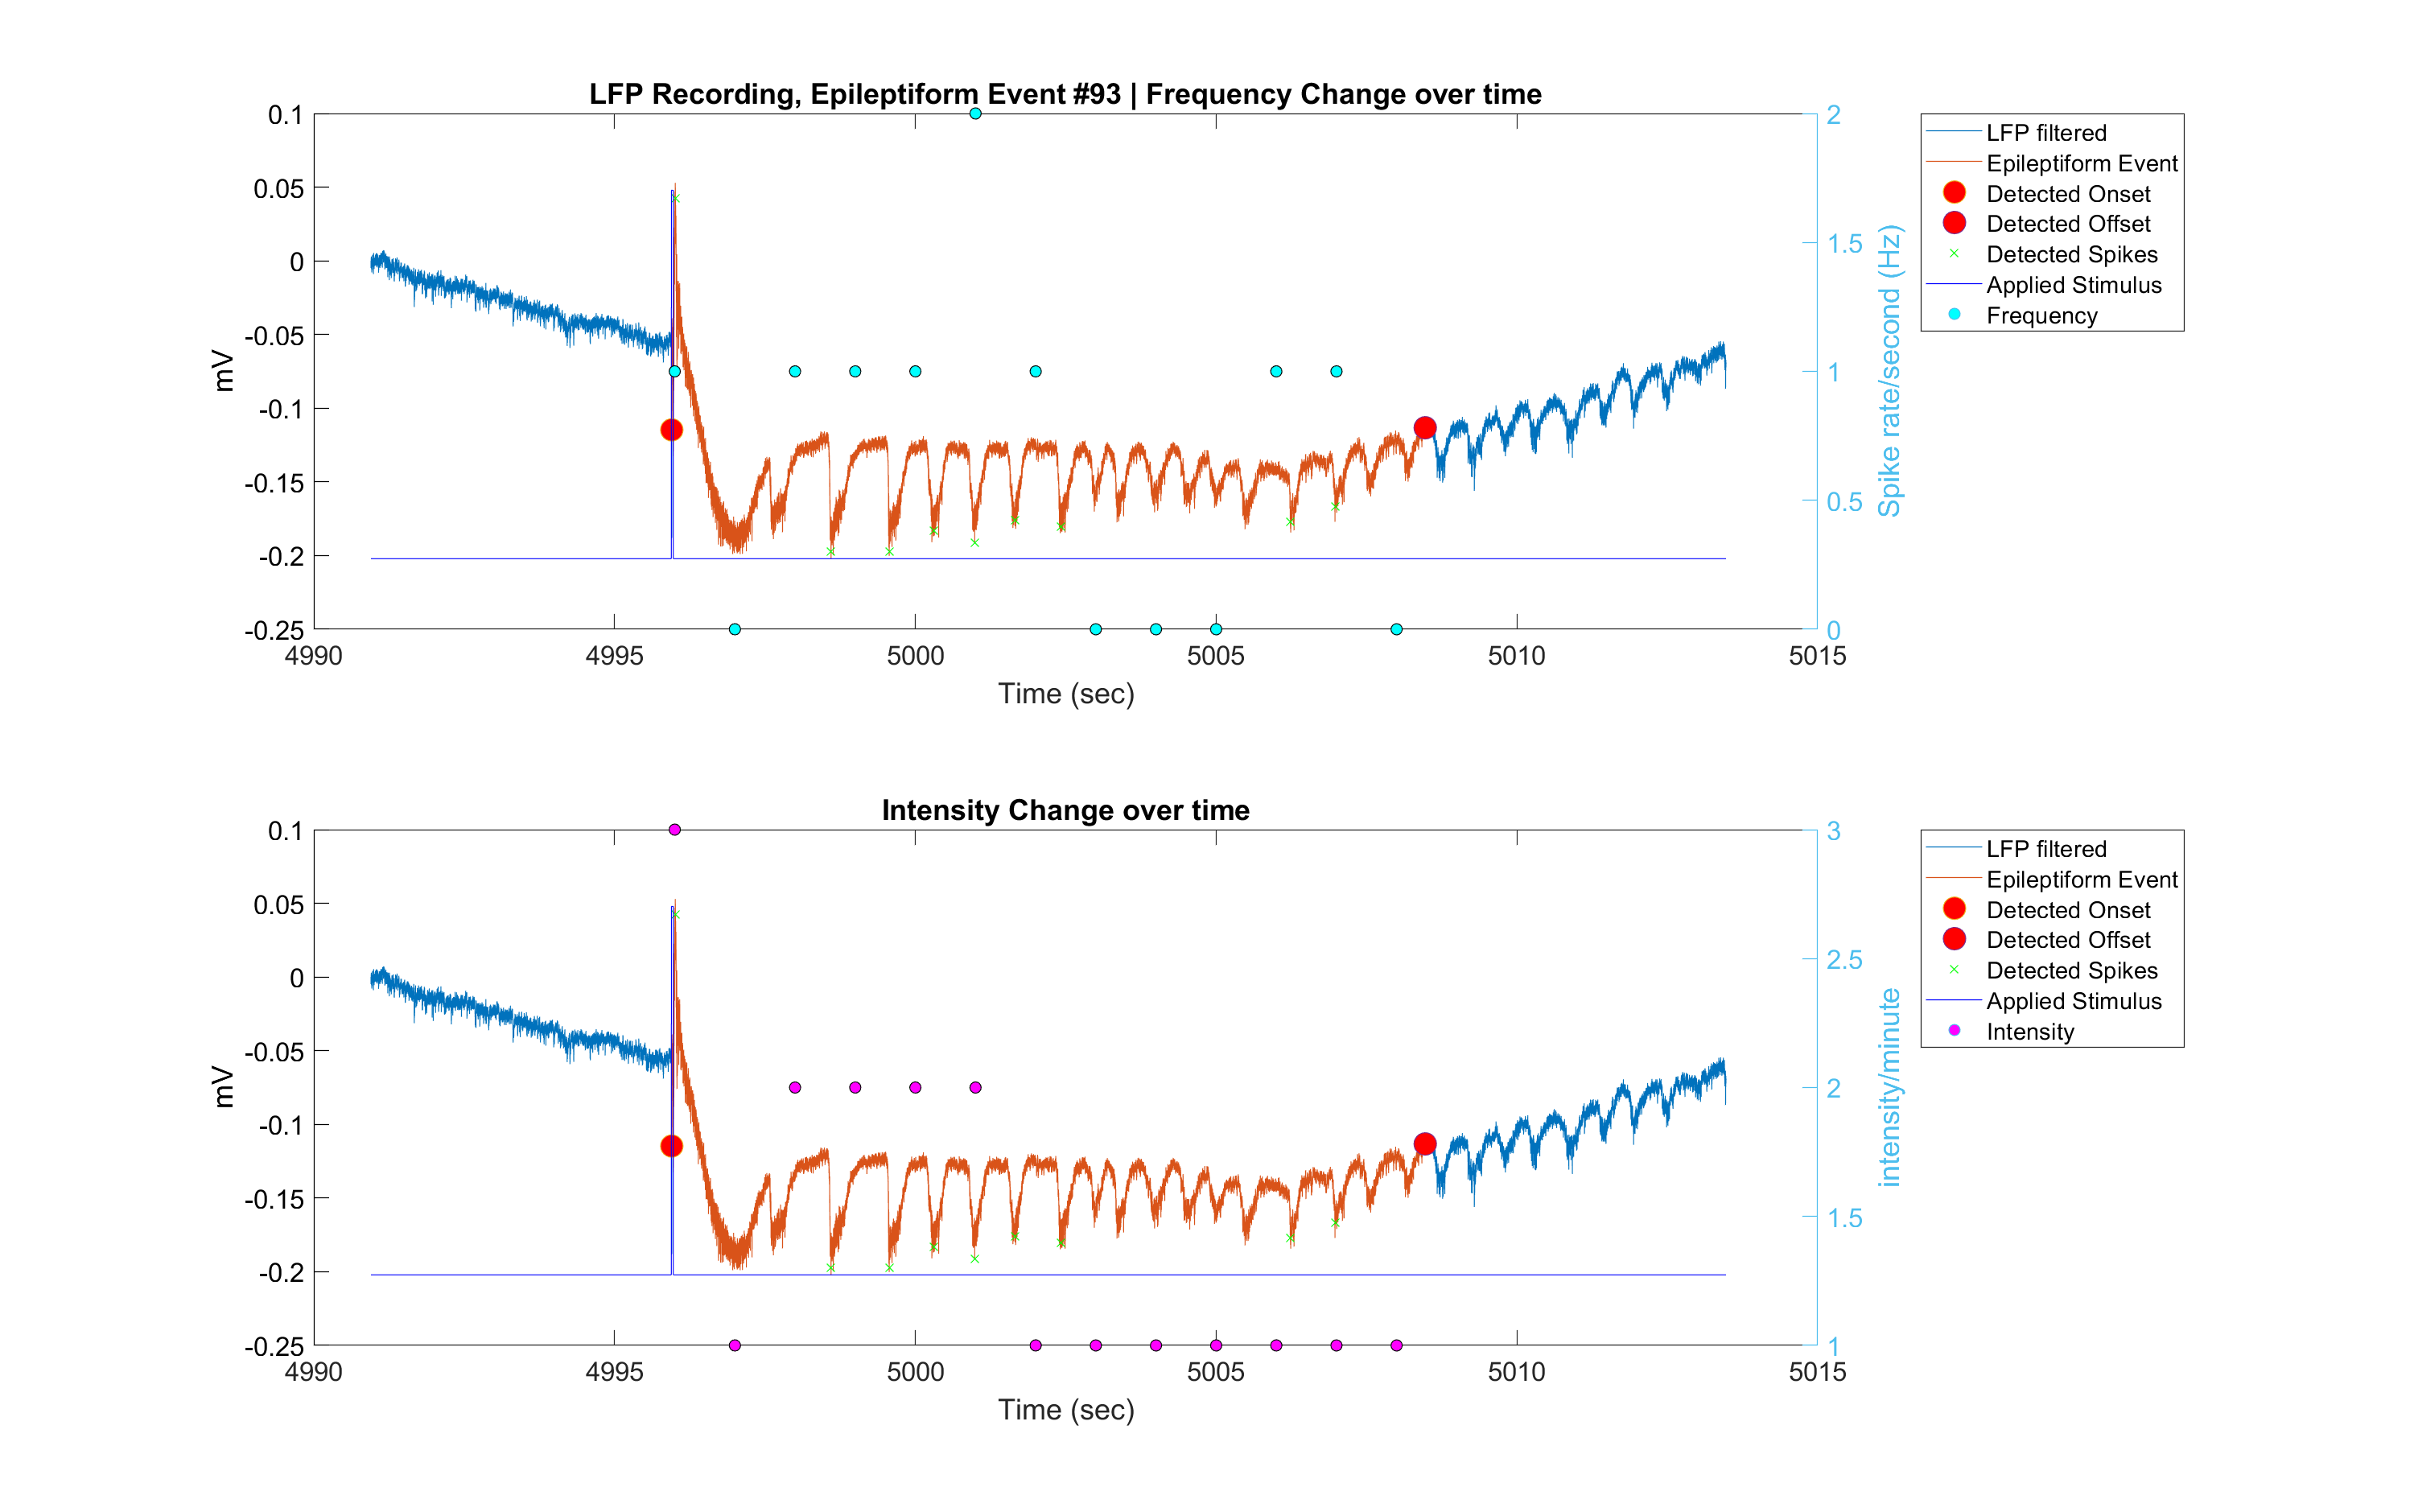 LFP Recording, Epileptiform Event #93 | Frequency Change over time
0.1
0.05
0
-0.05
-0.1
-0.15
-0.2
-0.25
mV
4990
4995
5000
5005
5010
5015
Time (sec)
2
1.5
1
0.5
0
Spike rate/second (Hz)
LFP filtered
Epileptiform Event
Detected Onset
Detected Offset
Detected Spikes
Applied Stimulus
Frequency
Intensity Change over time
0.1
0.05
0
-0.05
-0.1
-0.15
-0.2
-0.25
mV
4990
4995
5000
5005
5010
5015
Time (sec)
3
2.5
2
1.5
1
intensity/minute
LFP filtered
Epileptiform Event
Detected Onset
Detected Offset
Detected Spikes
Applied Stimulus
Intensity